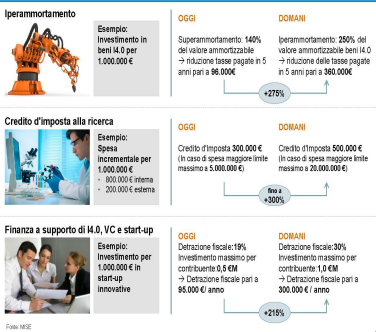 Iperammortamento
Esempio:
Investimento in
beni I4.0 per
1.000.000 €
OGGI
Superammortamento: 140%
del valore ammortizzabile
→ riduzione tasse pagate in 5
anni pari a 96.000€
DOMANI
Iperammortamento: 250% del
valore ammortizzabile beni I4.0
→ riduzione delle tasse pagate
in 5 anni pari a 360.000€
+275%
Credito d'imposta alla ricerca
Esempio:
Spesa
incrementale per
1.000.000 €
• 800.000 € interna
• 200.000 € esterna
OGGI
Credito d'Imposta 300.000 €
(In caso di spesa maggiore limite
massimo a 5.000.000 €)
DOMANI
Credito d'Imposta 500.000 €
(In caso di spesa maggiore limite
massimo a 20.000.000 €)
fino a
+300%
Finanza a supporto di I4.0, VC e start-up
Esempio:
Investimento per
1.000.000 € in
start-up
innovative
OGGI
Detrazione fiscale:19%
Investimento massimo per
contribuente:0,5 €M
→ Detrazione fiscale pari a
95.000 €/ anno
DOMANI
Detrazione fiscale:30%
Investimento massimo per
contribuente:1,0 €M
→ Detrazione fiscale pari a
300.000 € / anno
+215%
Fonte: MISE